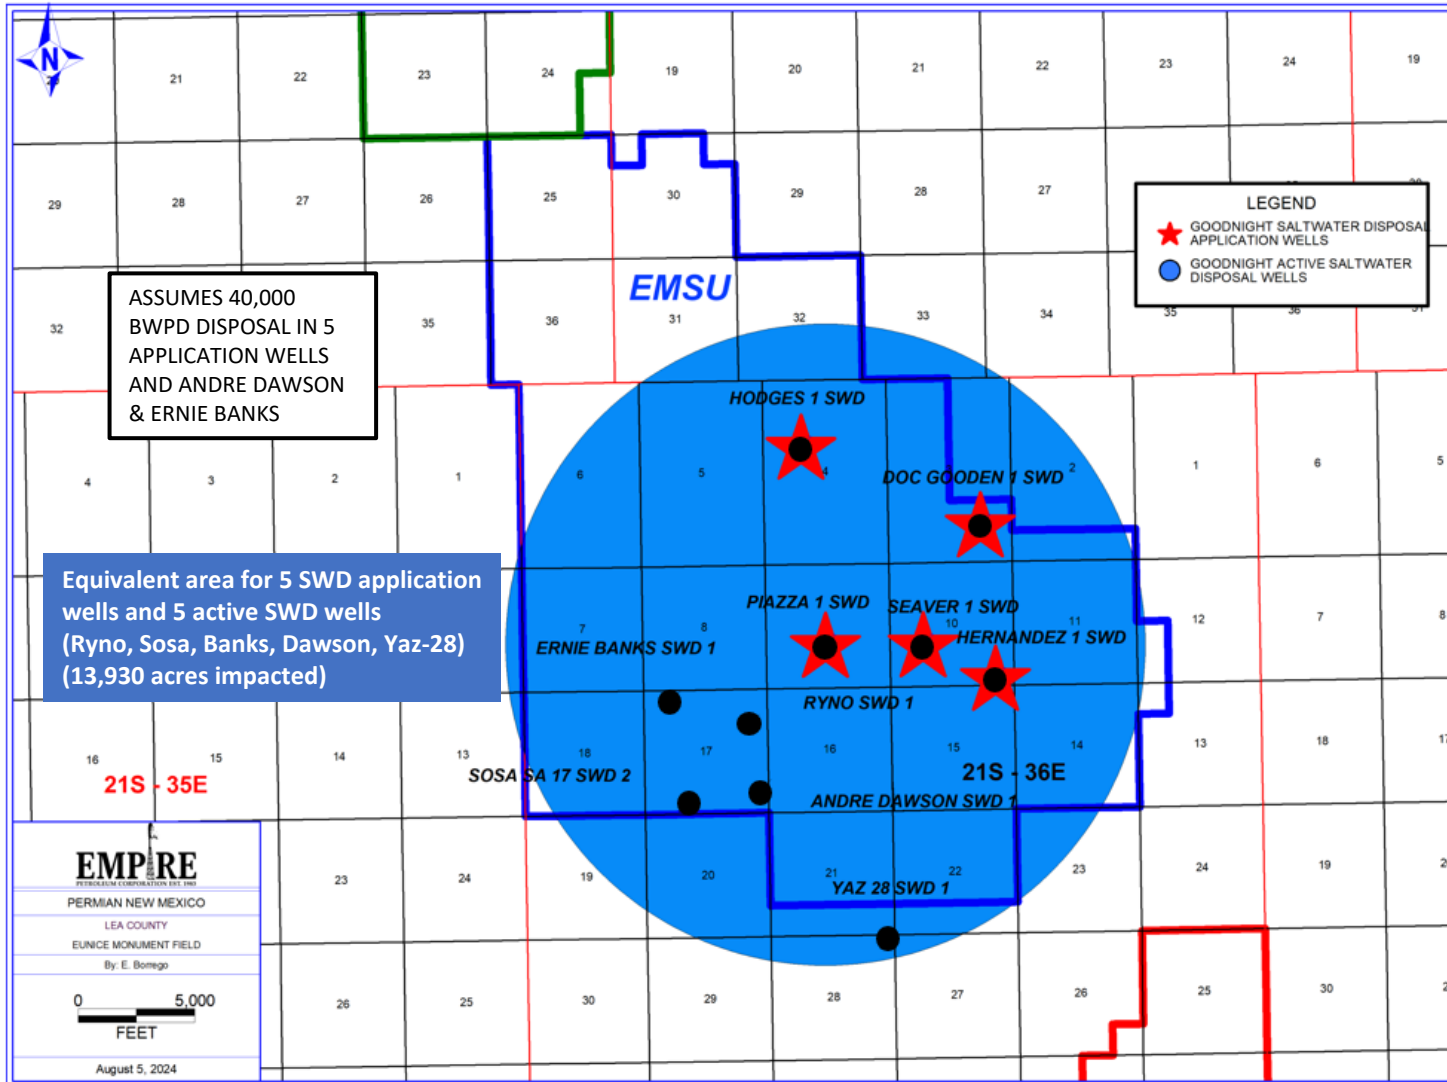 N
20
21
22
23
24
19
20
21
22
23
24
19
29
28
27
26
25
30
29
28
27
LEGEND
GOODNIGHT SALTWATER DISPOSAL
APPLICATION WELLS
GOODNIGHT ACTIVE SALTWATER
DISPOSAL WELLS
EMSU
ASSUMES 40,000
BWPD DISPOSAL IN 5
APPLICATION WELLS
AND ANDRE DAWSON
& ERNIE BANKS
32
35
36
31
32
33
34
35
36
31
HODGES 1 SWD
DOC GOODEN 1 SWD
4
3
2
1
6
5
4
2
1
6
5
Equivalent area for 5 SWD application
wells and 5 active SWD wells
(Ryno, Sosa, Banks, Dawson, Yaz-28)
(13,930 acres impacted)
PIAZZA 1 SWD
SEAVER 1 SWD
7
8
10
11
12
7
8
ERNIE BANKS SWD 1
HERNANDEZ 1 SWD
RYNO SWD 1
16
15
14
13
18
17
16
15
14
13
18
17
21S - 35E
SOSA SA 17 SWD 2
21S - 36E
ANDRE DAWSON SWD 1
23
24
19
20
21
22
23
24
19
YAZ 28 SWD 1
26
25
30
29
28
27
26
25
30
EMPIRE
PETROLEUM CORPORATION EST. 1983
PERMIAN NEW MEXICO
LEA COUNTY
EUNICE MONUMENT FIELD
By: E. Borrego
0 5,000
FEET
August 5, 2024